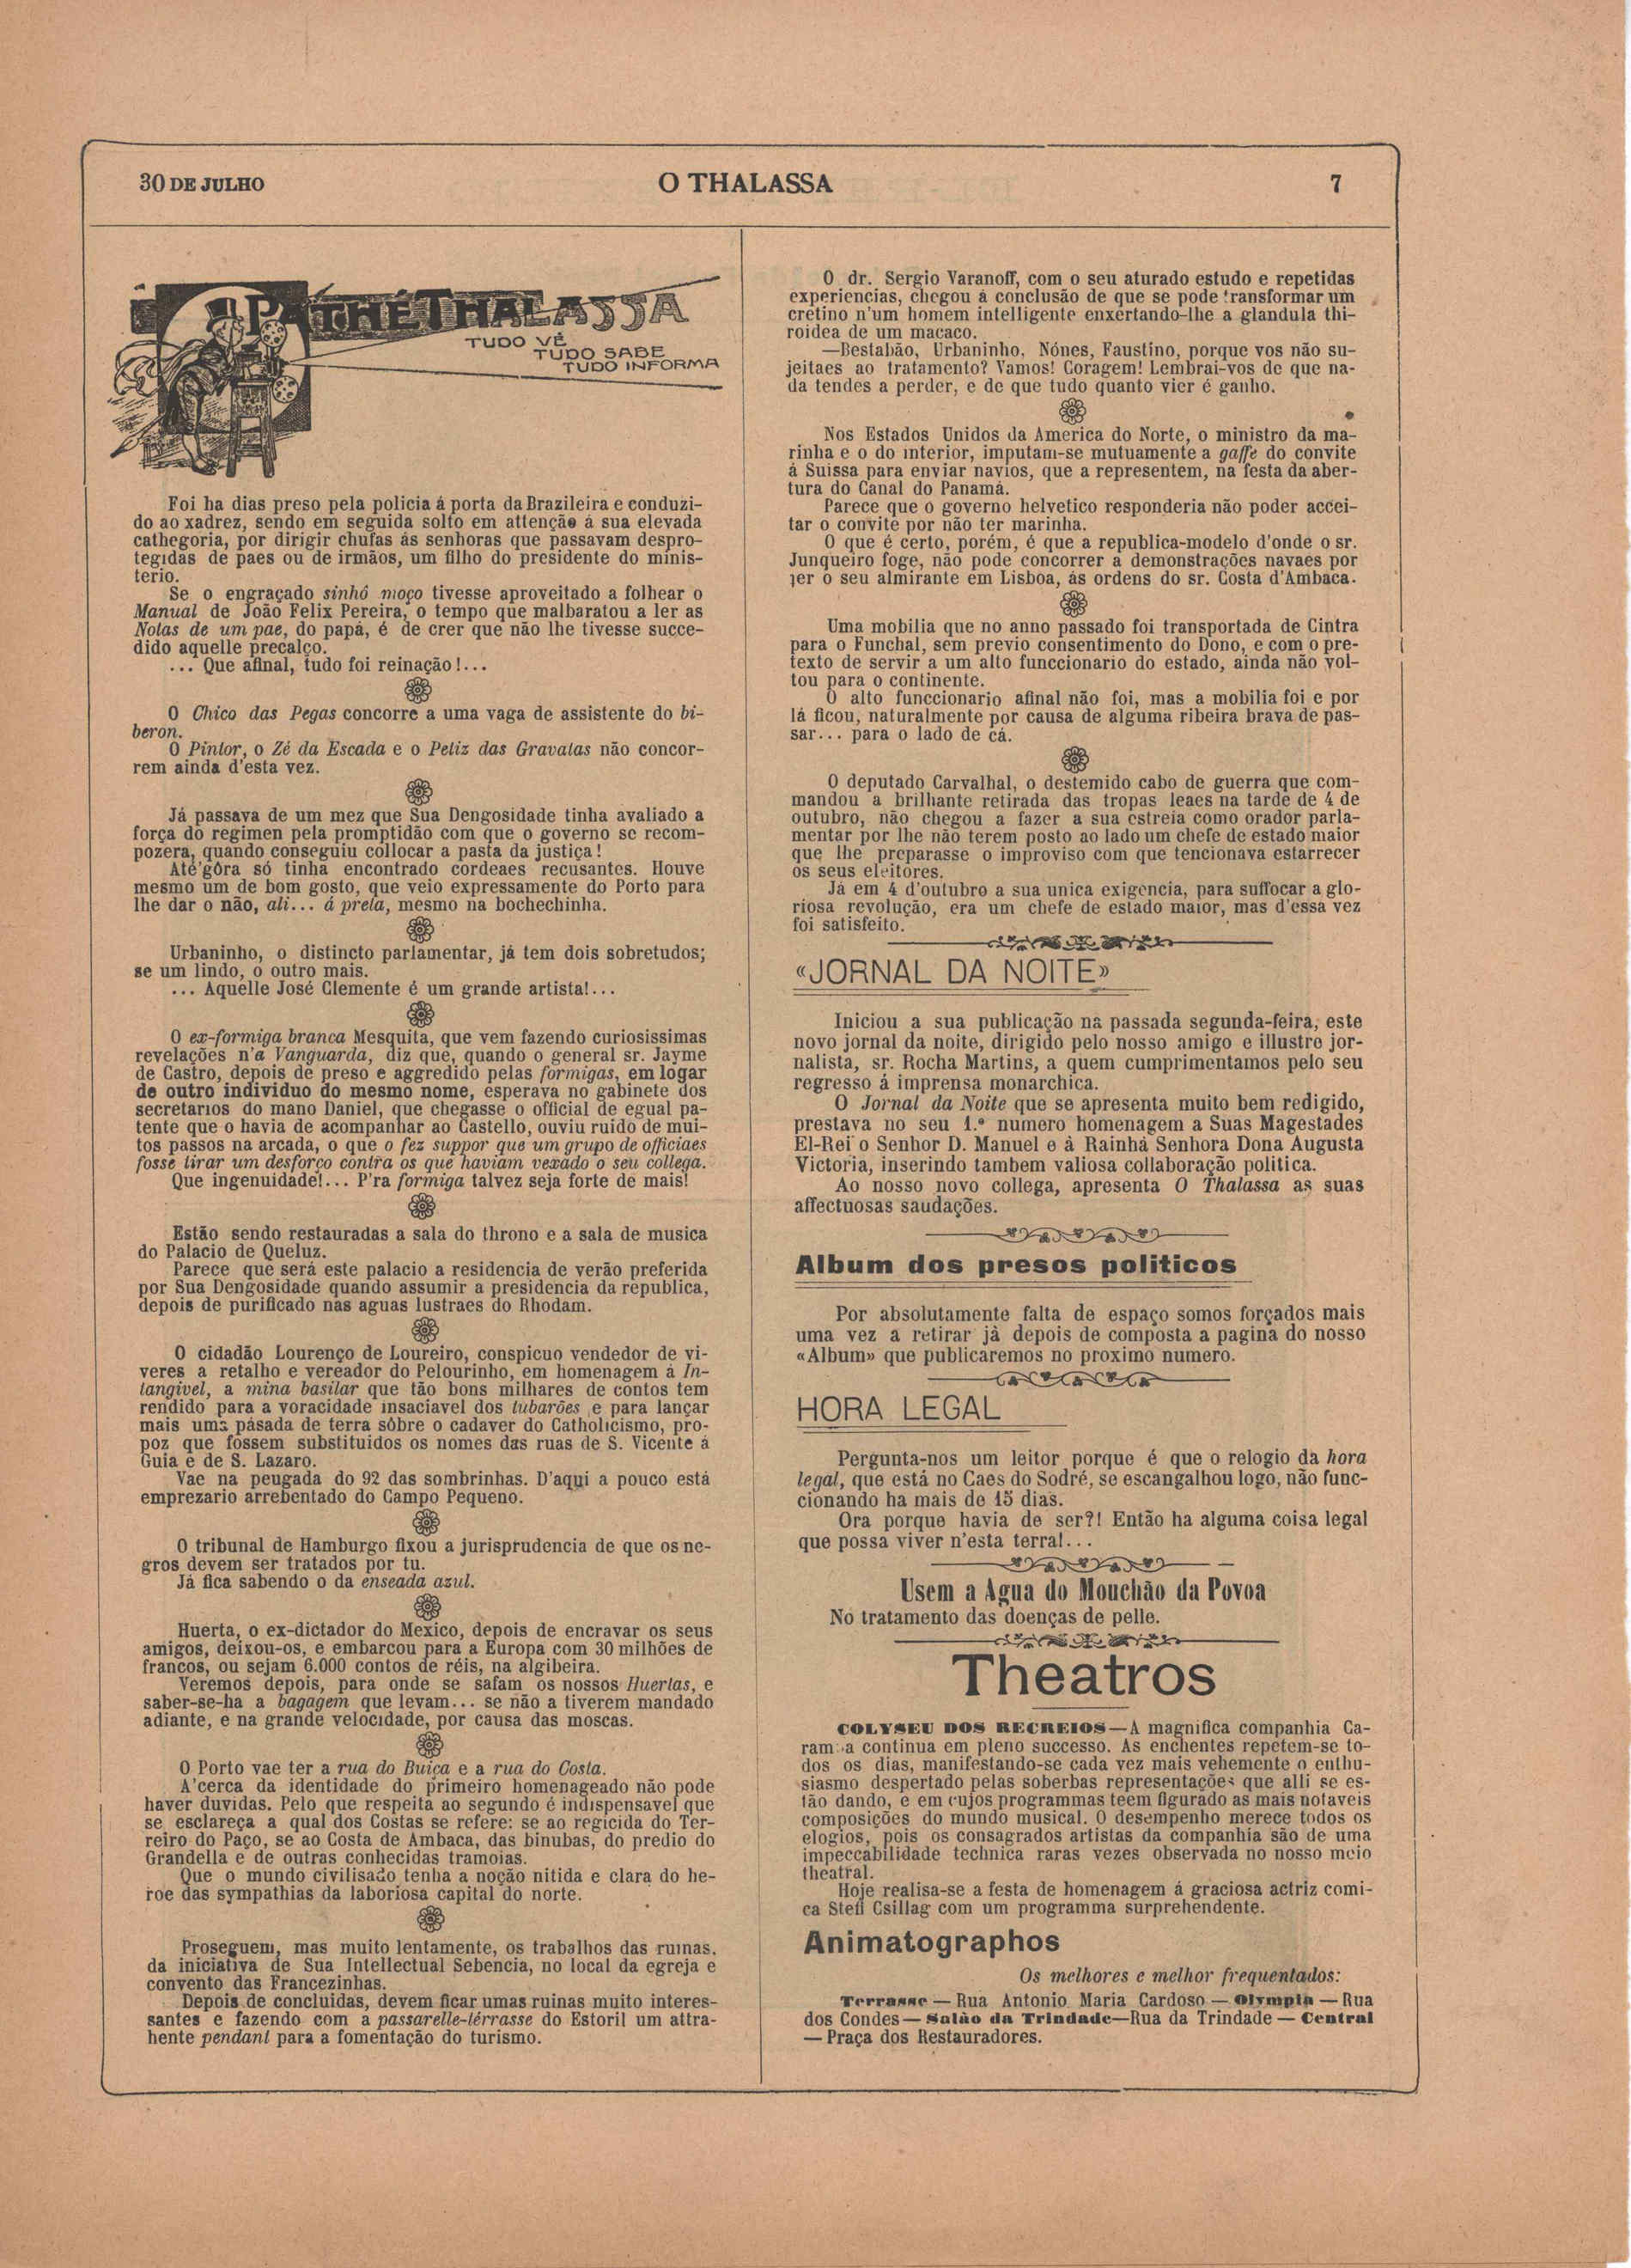 30 DE JULHO
O THALASSA
7
PATHÉ THALASSA
TUDO VÊ
TUDO SABE
TUDO INFORMA
Foi ha dias preso pela policia á porta da Brazileira e conduzi-
do ao xadrez, sendo em seguida solto em attenção á sua elevada
cathegoria, por dirigir chufas ás senhoras que passavam despro-
tegidas de paes ou de irmãos, um filho do presidente do minis-
terio.
Se o engraçado sinhô moço tivesse aproveitado a folhear o
Manual de João Felix Pereira, o tempo que malbaratou a ler as
Notas de um pae, do papá, é de crer que não lhe tivesse succe-
dido aquelle precalço.
... Que afinal, tudo foi reinação!...
O Chico das Pegas concorre a uma vaga de assistente do bi-
beron.
O Pintor, o Zé da Escada e o Petiz das Gravatas não concor-
rem ainda d'esta vez.
Já passava de um mez que Sua Dengosidade tinha avaliado a
força do regimen pela promptidão com que o governo se recom-
pozera, quando conseguiu collocar a pasta da justiça!
Até'góra só tinha encontrado cordeaes recusantes. Houve
mesmo um de bom gosto, que veio expressamente do Porto para
lhe dar o não, ali... á preta, mesmo na bochechinha.
Urbaninho, o distincto parlamentar, já tem dois sobretudos;
se um lindo, o outro mais.
... Aquelle José Clemente é um grande artista!...
O ex-formiga branca Mesquita, que vem fazendo curiosissimas
revelações n'a Vanguarda, diz que, quando o general sr. Jayme
de Castro, depois de preso e aggredido pelas formigas, em logar
de outro individuo do mesmo nome, esperava no gabinete dos
secretarios do mano Daniel, que chegasse o official de egual pa-
tente que o havia de acompanhar ao Castello, ouviu ruido de mui-
tos passos na arcada, o que o fez suppor que um grupo de officiaes
fosse tirar um desforço contra os que haviam vexado o seu collega.
Que ingenuidade!... P'ra formiga talvez seja forte de mais!
Estão sendo restauradas a sala do throno e a sala de musica
do Palacio de Queluz.
Parece que será este palacio a residencia de verão preferida
por Sua Dengosidade quando assumir a presidencia da republica,
depois de purificado nas aguas lustraes do Rhodam.
O cidadão Lourenço de Loureiro, conspicuo vendedor de vi-
veres a retalho e vereador do Pelourinho, em homenagem á In-
tangivel, a mina basilar que tão bons milhares de contos tem
rendido para a voracidade insaciavel dos tubarões e para lançar
mais uma pásada de terra sôbre o cadaver do Catholicismo, pro-
poz que fossem substituidos os nomes das ruas de S. Vicente á
Guia e de S. Lazaro.
Vae na peugada do 92 das sombrinhas. D'aqui a pouco está
emprezario arrebentado do Campo Pequeno.
O tribunal de Hamburgo fixou a jurisprudencia de que os ne-
gros devem ser tratados por tu.
Já fica sabendo o da enseada azul.
Huerta, o ex-dictador do Mexico, depois de encravar os seus
amigos, deixou-os, e embarcou para a Europa com 30 milhões de
francos, ou sejam 6.000 contos de réis, na algibeira.
Veremos depois, para onde se safam os nossos Huertas, e
saber-se-ha a bagagem que levam... se não a tiverem mandado
adiante, e na grande velocidade, por causa das moscas.
O Porto vae ter a rua do Buiça e a rua do Costa.
A'cerca da identidade do primeiro homenageado não pode
haver duvidas. Pelo que respeita ao segundo é indispensavel que
se esclareça a qual dos Costas se refere: se ao regicida do Ter-
reiro do Paço, se ao Costa de Ambaca, das binubas, do predio do
Grandella e de outras conhecidas tramoias.
Que o mundo civilisado tenha a noção nitida e clara do he-
roe das sympathias da laboriosa capital do norte.
Proseguem, mas muito lentamente, os trabalhos das ruinas,
da iniciativa de Sua Intellectual Sebencia, no local da egreja e
convento das Francezinhas.
Depois de concluidas, devem ficar umas ruinas muito interes-
santes e fazendo com a passarelle-térrasse do Estoril um attra-
hente pendant para a fomentação do turismo.
O dr. Sergio Varanoff, com o seu aturado estudo e repetidas
experiencias, chegou á conclusão de que se pode transformar um
cretino n'um homem intelligente enxertando-lhe a glandula thi-
roidea de um macaco.
—Bestabão, Urbaninho, Nónes, Faustino, porque vos não su-
jeitaes ao tratamento? Vamos! Coragem! Lembrai-vos de que na-
da tendes a perder, e de que tudo quanto vier é ganho.
Nos Estados Unidos da America do Norte, o ministro da ma-
rinha e o do interior, imputam-se mutuamente a gaffe do convite
á Suissa para enviar navios, que a representem, na festa da aber-
tura do Canal do Panamá.
Parece que o governo helvetico responderia não poder accei-
tar o convite por não ter marinha.
O que é certo, porém, é que a republica-modelo d'onde o sr.
Junqueiro foge, não pode concorrer a demonstrações navaes por
ter o seu almirante em Lisboa, ás ordens do sr. Costa d'Ambaca.
Uma mobilia que no anno passado foi transportada de Cintra
para o Funchal, sem previo consentimento do Dono, e com o pre-
texto de servir a um alto funccionario do estado, ainda não vol-
tou para o continente.
O alto funccionario afinal não foi, mas a mobilia foi e por
lá ficou, naturalmente por causa de alguma ribeira brava de pas-
sar... para o lado de cá.
O deputado Carvalhal, o destemido cabo de guerra que com-
mandou a brilhante retirada das tropas leaes na tarde de 4 de
outubro, não chegou a fazer a sua estreia como orador parla-
mentar por lhe não terem posto ao lado um chefe de estado maior
que lhe preparasse o improviso com que tencionava estarrecer
os seus eleitores.
Já em 4 d'outubro a sua unica exigencia, para suffocar a glo-
riosa revolução, era um chefe de estado maior, mas d'essa vez
foi satisfeito.
«JORNAL DA NOITE»
Iniciou a sua publicação na passada segunda-feira, este
novo jornal da noite, dirigido pelo nosso amigo e illustre jor-
nalista, sr. Rocha Martins, a quem cumprimentamos pelo seu
regresso á imprensa monarchica.
O Jornal da Noite que se apresenta muito bem redigido,
prestava no seu 1.º numero homenagem a Suas Magestades
El-Rei o Senhor D. Manuel e à Rainha Senhora Dona Augusta
Victoria, inserindo tambem valiosa collaboração politica.
Ao nosso novo collega, apresenta O Thalassa as suas
affectuosas saudações.
Album dos presos politicos
Por absolutamente falta de espaço somos forçados mais
uma vez a retirar já depois de composta a pagina do nosso
«Album» que publicaremos no proximo numero.
HORA LEGAL
Pergunta-nos um leitor porque é que o relogio da hora
legal, que está no Caes do Sodré, se escangalhou logo, não func-
cionando ha mais de 15 dias.
Ora porque havia de ser?! Então ha alguma coisa legal
que possa viver n'esta terra!...
Usem a Agua do Mouchão da Povoa
No tratamento das doenças de pelle.
Theatros
COLYSEU DOS RECREIOS—A magnifica companhia Ca-
ramba continua em pleno successo. As enchentes repetem-se to-
dos os dias, manifestando-se cada vez mais vehemente o enthu-
siasmo despertado pelas soberbas representações que alli se es-
tão dando, e em cujos programmas teem figurado as mais notaveis
composições do mundo musical. O desempenho merece todos os
elogios, pois os consagrados artistas da companhia são de uma
impeccabilidade technica raras vezes observada no nosso meio
theatral.
Hoje realisa-se a festa de homenagem á graciosa actriz comi-
ca Stefi Csillag com um programma surprehendente.
Animatographos
Os melhores e melhor frequentados:
Terrasse — Rua Antonio Maria Cardoso — Olympia — Rua
dos Condes — Salão da Trindade—Rua da Trindade — Central
— Praça dos Restauradores.